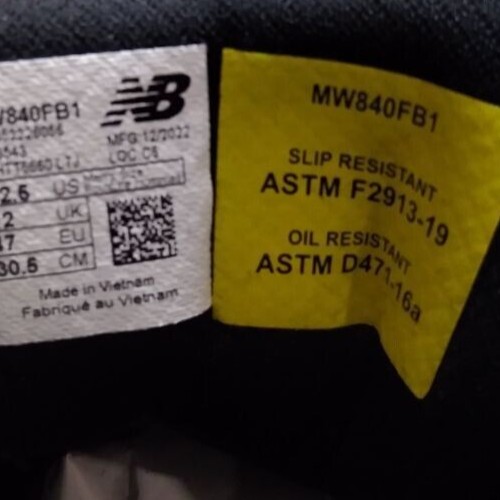 W840FB1
NB
MFG:12/2022
LOC C6
2.5 US
2 UK
7 EU
30.5 CM
Made in Vietnam
Fabriqué au Vietnam
MW840FB1
SLIP RESISTANT
ASTM F2913-19
OIL RESISTANT
ASTM D471-16a